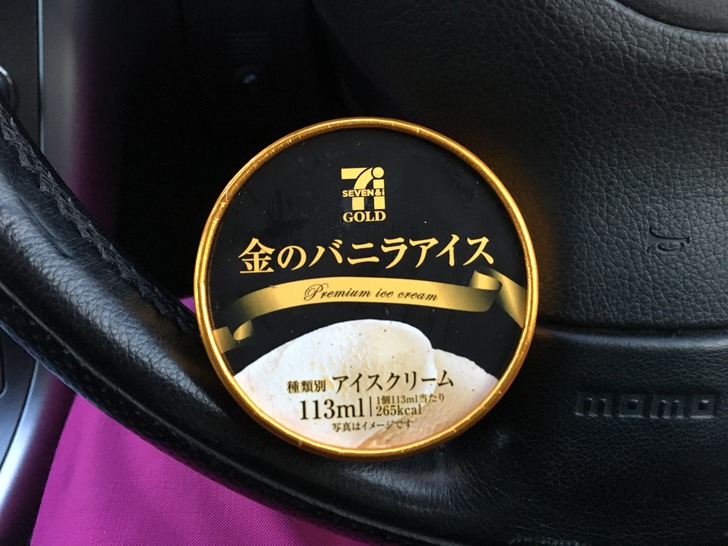 SEVEN&i
GOLD
金のバニラアイス
Premium ice cream
種類別 アイスクリーム
113ml 1個113ml当たり
265kcal
写真はイメージです
momo